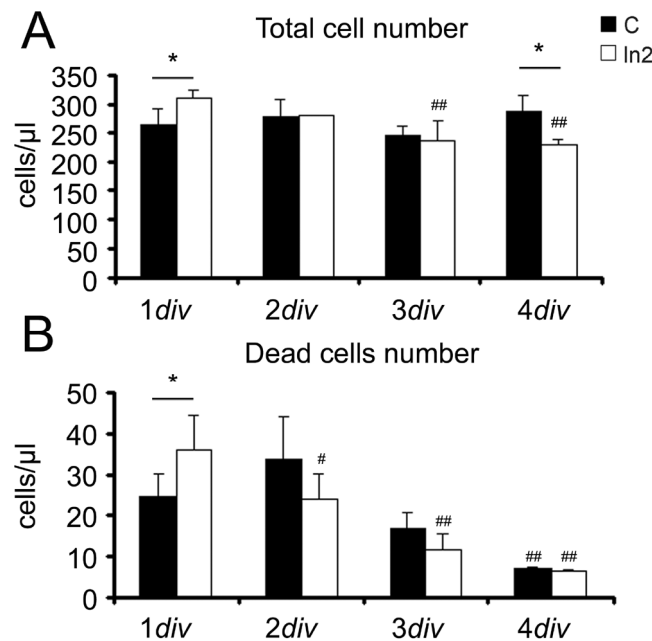 A
Total cell number
C
In2
cells/µl
350
300
250
200
150
100
50
0
*
##
*
##
1div
2div
3div
4div
B
Dead cells number
cells/µl
50
40
30
20
10
0
*
#
##
##
##
1div
2div
3div
4div